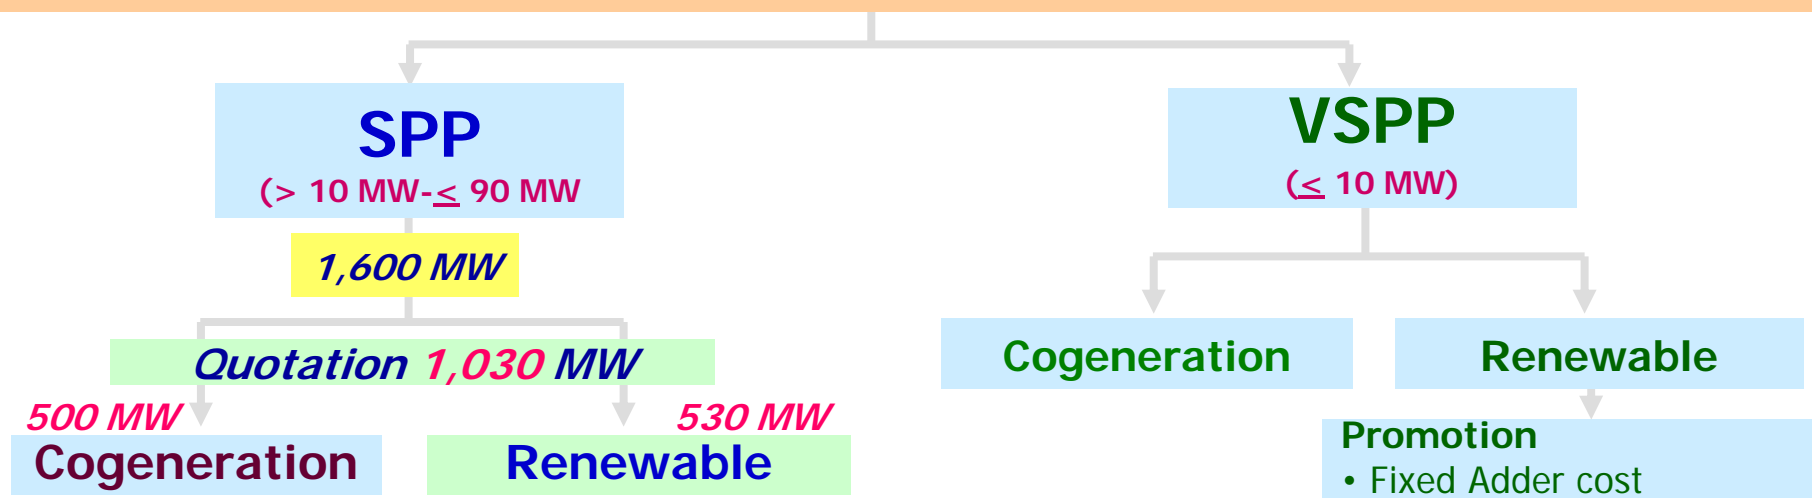 SPP
(> 10 MW-≤ 90 MW
1,600 MW
Quotation 1,030 MW
500 MW
530 MW
Cogeneration
Renewable
VSPP
(≤ 10 MW)
Cogeneration
Renewable
Promotion
• Fixed Adder cost